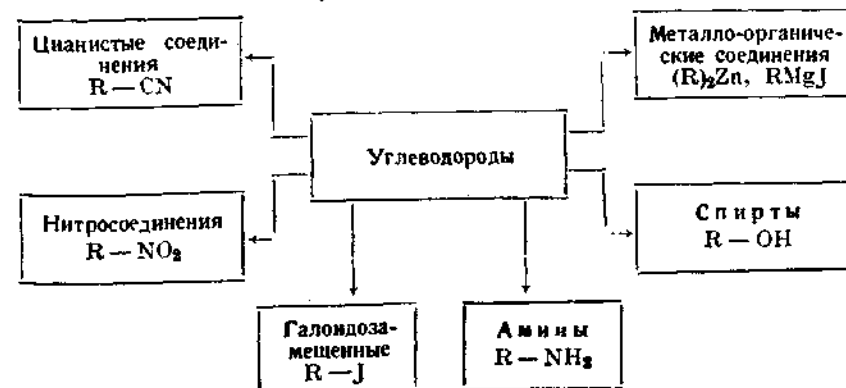 Цианистые соеди-
нения
R — CN
Металло-органиче-
ские соединения
(R)₂Zn, RMgJ
Углеводороды
Нитросоединения
R — NO₂
Спирты
R — OH
Галоидоза-
мещенные
R — J
Амины
R — NH₂